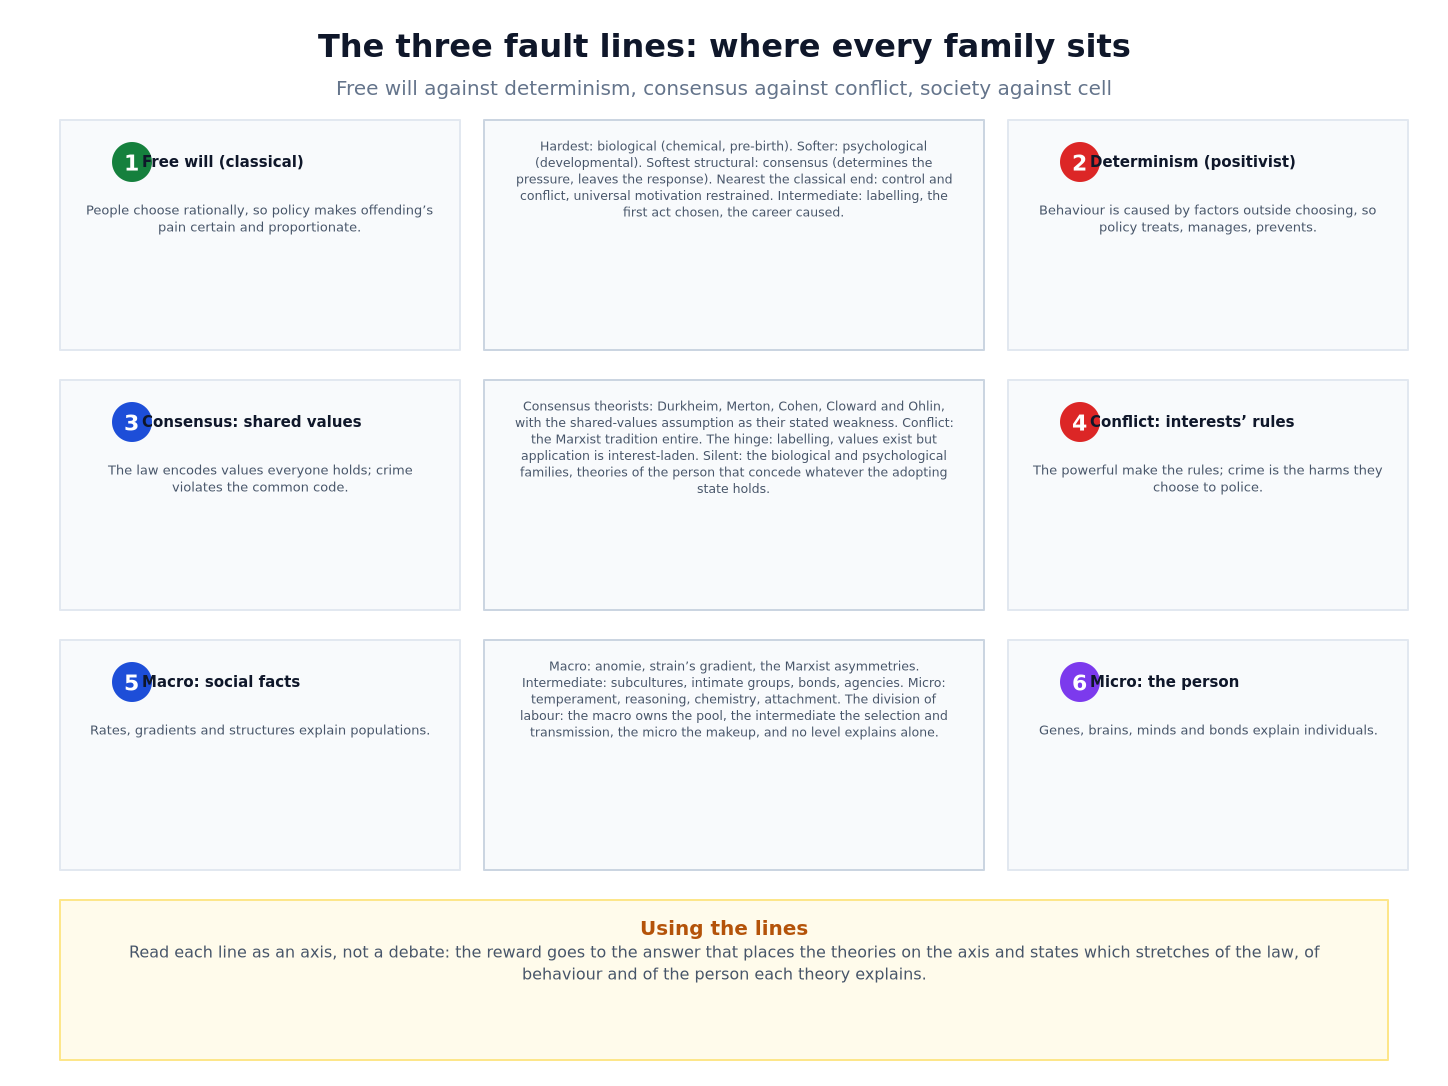 The three fault lines: where every family sits
Free will against determinism, consensus against conflict, society against cell
1 Free will (classical)
People choose rationally, so policy makes offending’s
pain certain and proportionate.
Hardest: biological (chemical, pre-birth). Softer: psychological
(developmental). Softest structural: consensus (determines the
pressure, leaves the response). Nearest the classical end: control and
conflict, universal motivation restrained. Intermediate: labelling, the
first act chosen, the career caused.
2 Determinism (positivist)
Behaviour is caused by factors outside choosing, so
policy treats, manages, prevents.
3 Consensus: shared values
The law encodes values everyone holds; crime
violates the common code.
Consensus theorists: Durkheim, Merton, Cohen, Cloward and Ohlin,
with the shared-values assumption as their stated weakness. Conflict:
the Marxist tradition entire. The hinge: labelling, values exist but
application is interest-laden. Silent: the biological and psychological
families, theories of the person that concede whatever the adopting
state holds.
4 Conflict: interests’ rules
The powerful make the rules; crime is the harms they
choose to police.
5 Macro: social facts
Rates, gradients and structures explain populations.
Macro: anomie, strain’s gradient, the Marxist asymmetries.
Intermediate: subcultures, intimate groups, bonds, agencies. Micro:
temperament, reasoning, chemistry, attachment. The division of
labour: the macro owns the pool, the intermediate the selection and
transmission, the micro the makeup, and no level explains alone.
6 Micro: the person
Genes, brains, minds and bonds explain individuals.
Using the lines
Read each line as an axis, not a debate: the reward goes to the answer that places the theories on the axis and states which stretches of the law, of
behaviour and of the person each theory explains.